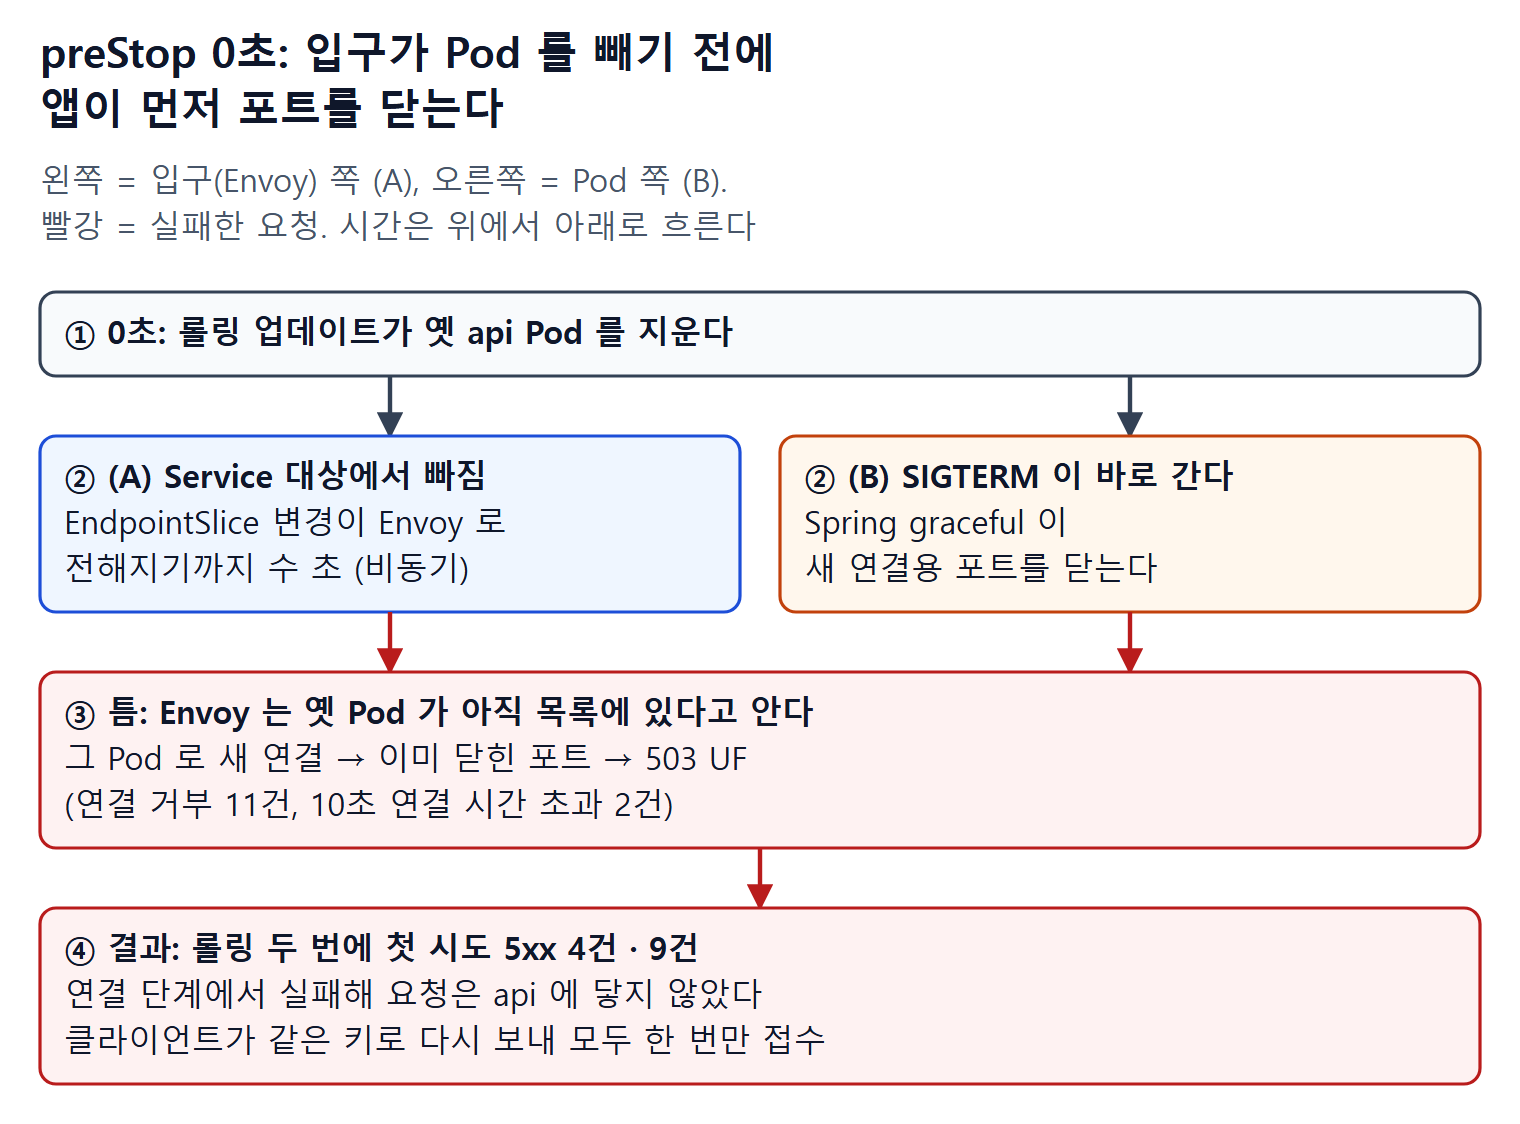 preStop 0초: 입구가 Pod 를 빼기 전에
앱이 먼저 포트를 닫는다
왼쪽 = 입구(Envoy) 쪽 (A), 오른쪽 = Pod 쪽 (B).
빨강 = 실패한 요청. 시간은 위에서 아래로 흐른다
① 0초: 롤링 업데이트가 옛 api Pod 를 지운다
② (A) Service 대상에서 빠짐
EndpointSlice 변경이 Envoy 로
전해지기까지 수 초 (비동기)
② (B) SIGTERM 이 바로 간다
Spring graceful 이
새 연결용 포트를 닫는다
③ 틈: Envoy 는 옛 Pod 가 아직 목록에 있다고 안다
그 Pod 로 새 연결 → 이미 닫힌 포트 → 503 UF
(연결 거부 11건, 10초 연결 시간 초과 2건)
④ 결과: 롤링 두 번에 첫 시도 5xx 4건 · 9건
연결 단계에서 실패해 요청은 api 에 닿지 않았다
클라이언트가 같은 키로 다시 보내 모두 한 번만 접수